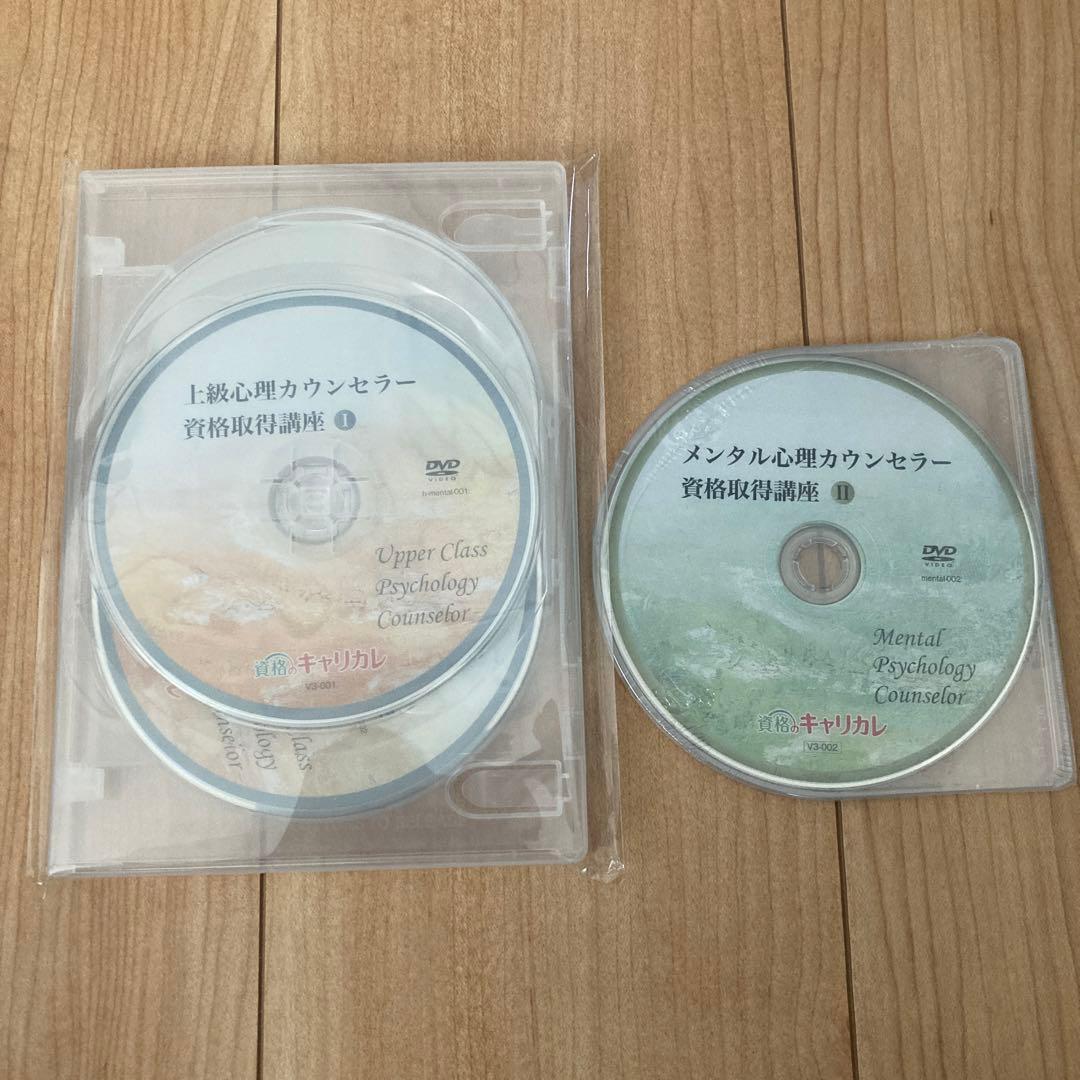 上級心理カウンセラー
資格取得講座 I
DVD
VIDEO
h-mental-001
Upper Class
Psychology
Counselor
資格のキャリカレ
V3-001
Class
メンタル心理カウンセラー
資格取得講座 II
DVD
VIDEO
mental-002
Mental
Psychology
Counselor
資格のキャリカレ
V3-002